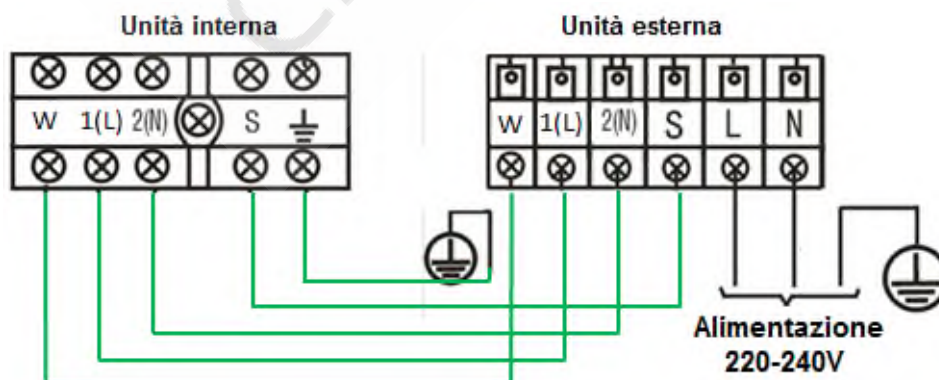 Unità interna
Unità esterna
W 1(L) 2(N) S
W 1(L) 2(N) S L N
Alimentazione
220-240V